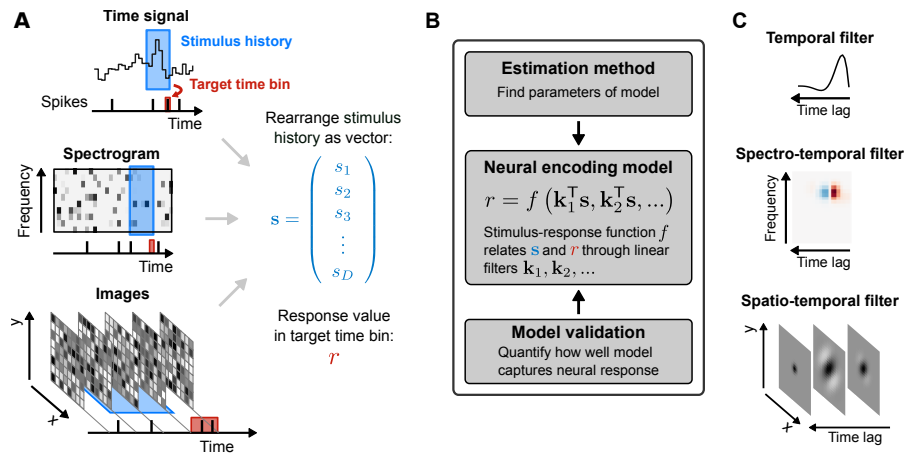 A
Time signal
Stimulus history
Target time bin
Spikes
Time
Spectrogram
Frequency
Time
Images
y
x
Time
Rearrange stimulus
history as vector:
s =
s₁
s₂
s₃
⋮
s_D
Response value
in target time bin:
r
B
Estimation method
Find parameters of model
Neural encoding model
r = f (k₁ᵀs, k₂ᵀs, ...)
Stimulus-response function f
relates s and r through linear
filters k₁, k₂, ...
Model validation
Quantify how well model
captures neural response
C
Temporal filter
Time lag
Spectro-temporal filter
Frequency
Time lag
Spatio-temporal filter
y
x
Time lag